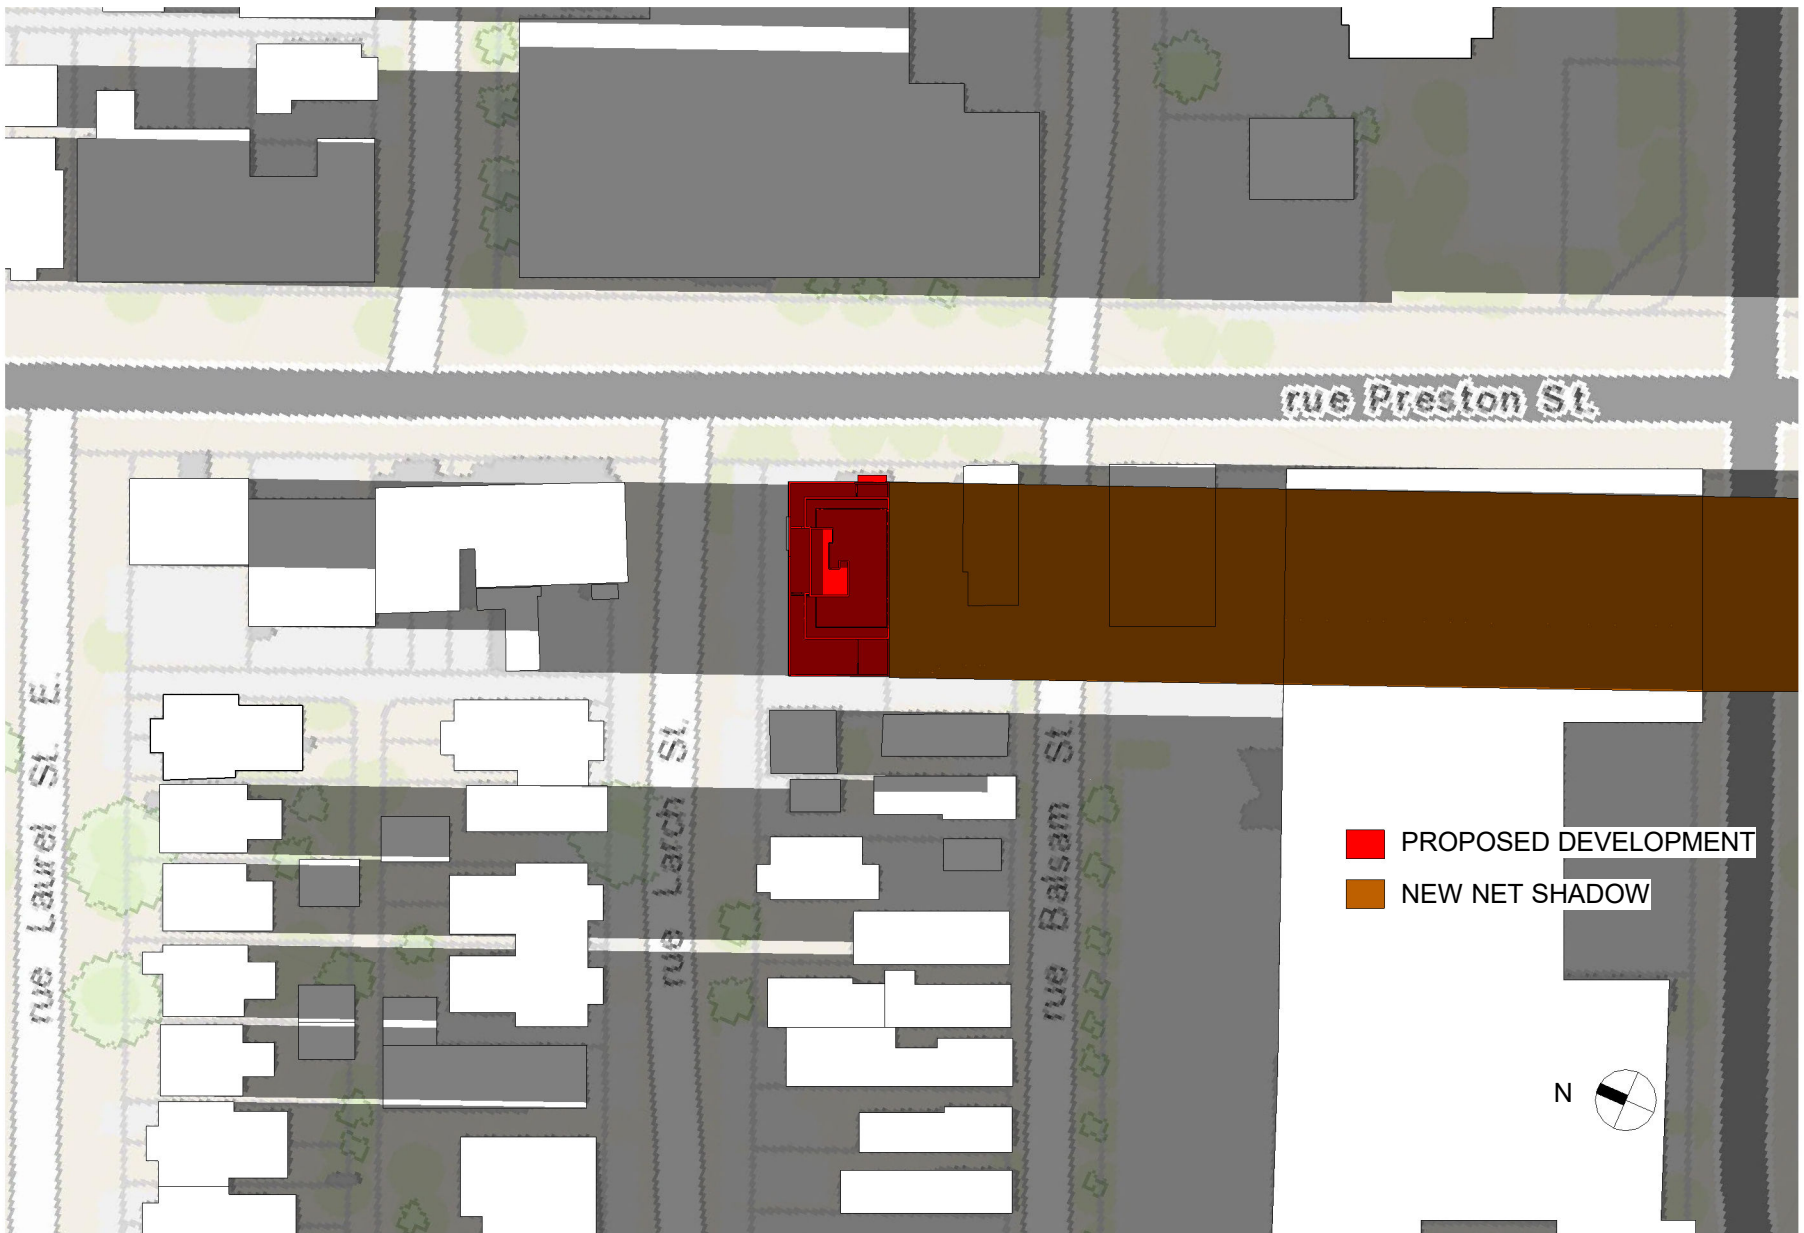 rue Preston St.
rue Laurel St. E.
rue Larch St.
rue Balsam St.
PROPOSED DEVELOPMENT
NEW NET SHADOW
N